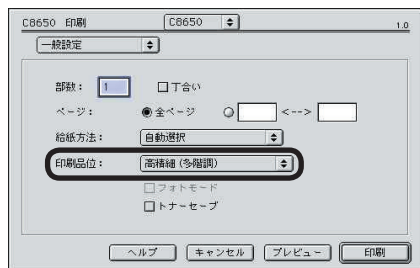 C8650 印刷 C8650 1.0
一般設定
部数： 1 丁合い
ページ： 全ページ <-->
給紙方法： 自動選択
印刷品位： 高精細（多階調）
フォトモード
トナーセーブ
ヘルプ キャンセル プレビュー 印刷